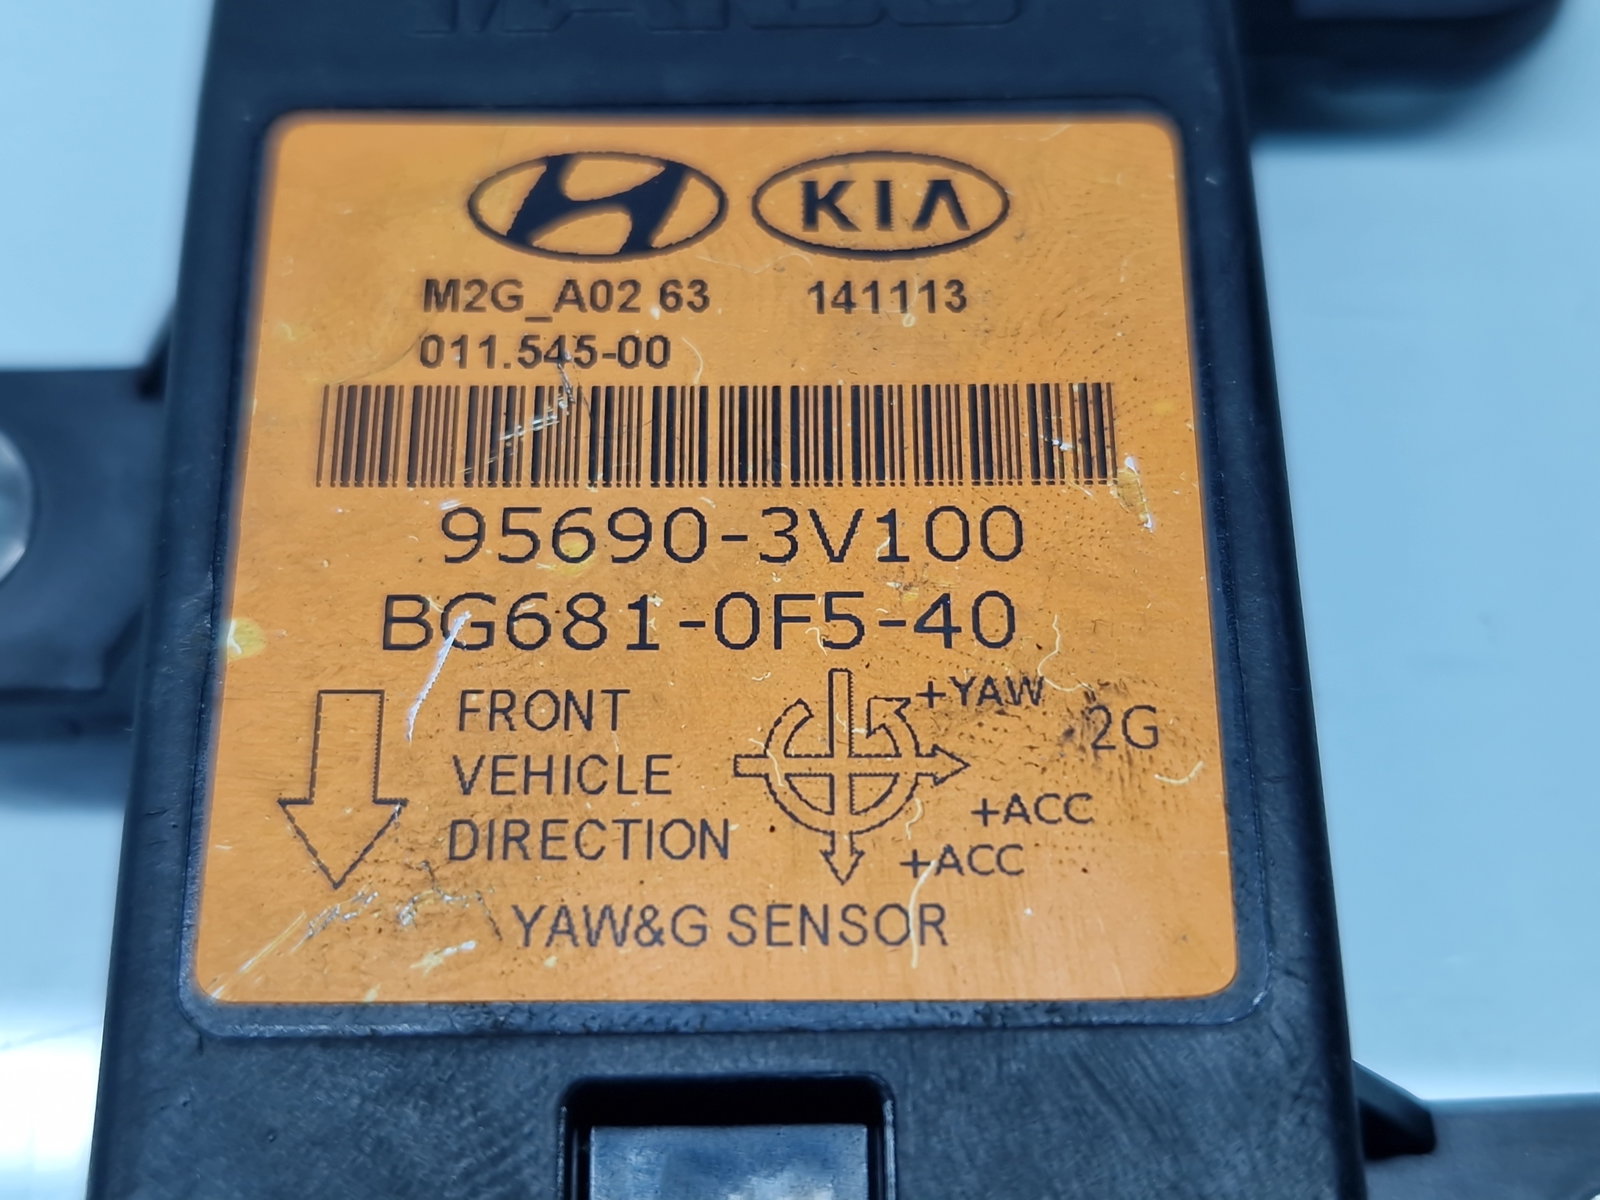 MANDO
KIA
M2G_A02 63 141113
011.545-00
95690-3V100
BG681-0F5-40
FRONT
VEHICLE
DIRECTION
+YAW
2G
+ACC
+ACC
YAW&G SENSOR